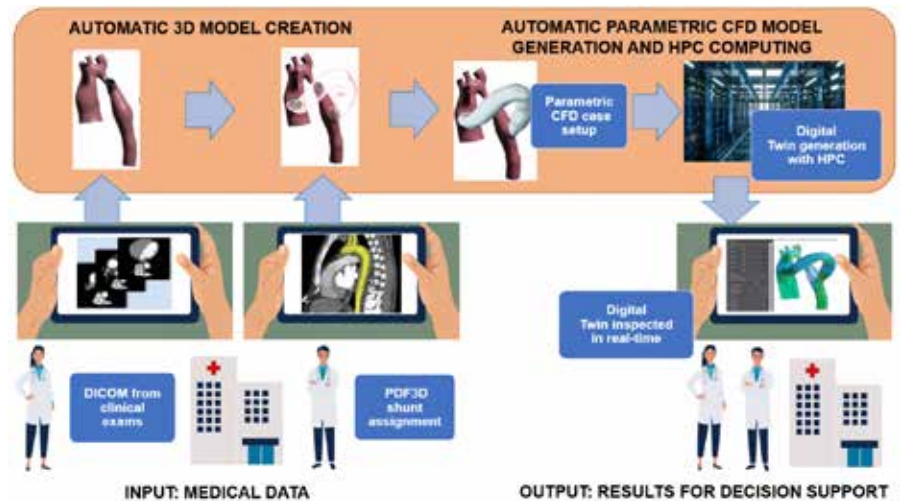 AUTOMATIC 3D MODEL CREATION
AUTOMATIC PARAMETRIC CFD MODEL
GENERATION AND HPC COMPUTING
Parametric
CFD case
setup
Digital
Twin generation
with HPC
Digital
Twin inspected
in real-time
DICOM from
clinical
exams
PDF3D
shunt
assignment
INPUT: MEDICAL DATA
OUTPUT: RESULTS FOR DECISION SUPPORT